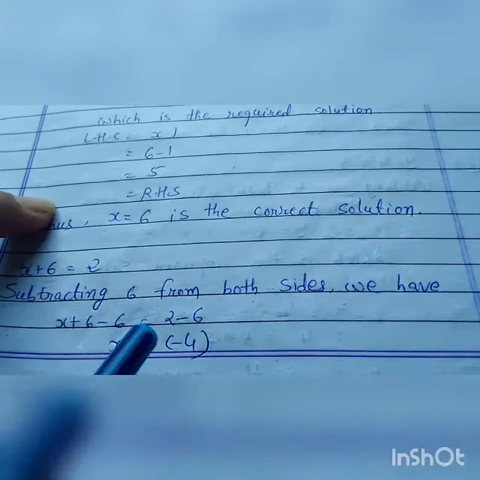 which is the required solution
L.H.S = x-1
= 6-1
= 5
= R.H.S
x=6 is the correct solution.
x+6 = 2
Subtracting 6 from both sides, we have
x+6-6 = 2-6
(-4)
InShOt